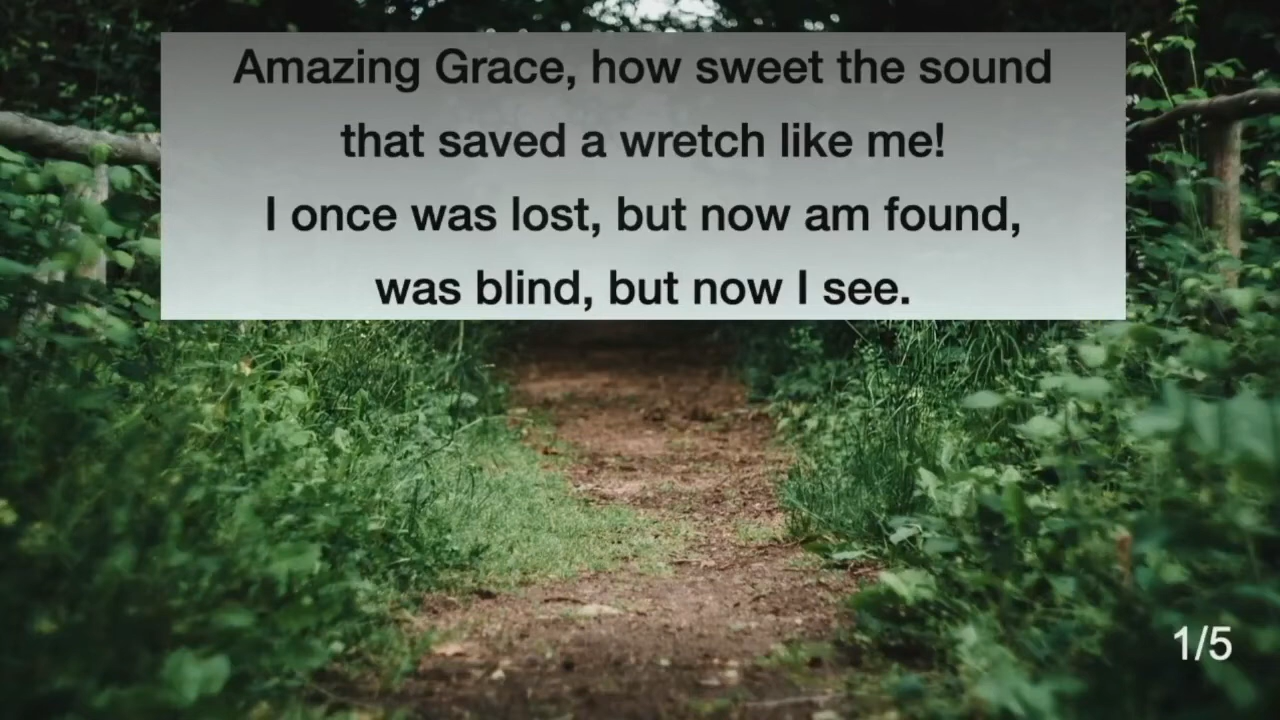 Amazing Grace, how sweet the sound
that saved a wretch like me!
I once was lost, but now am found,
was blind, but now I see.
1/5